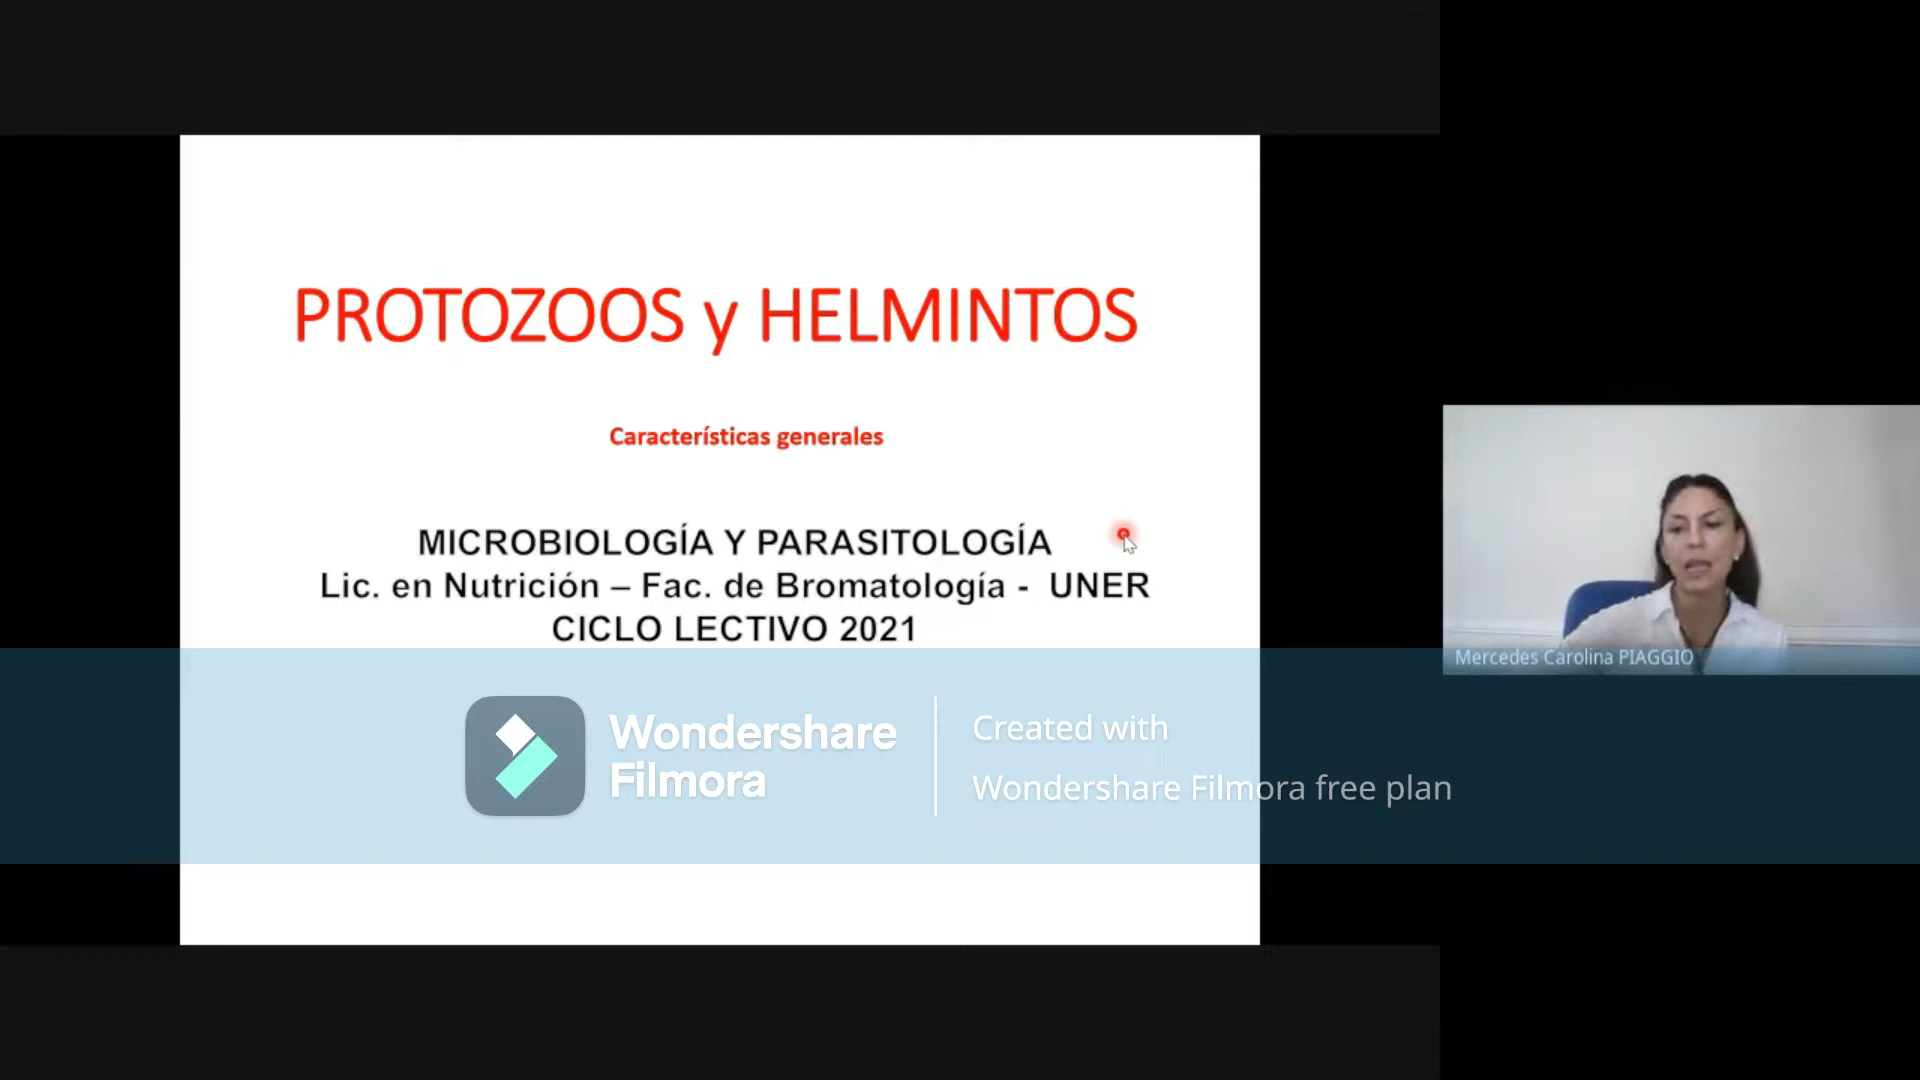 PROTOZOOS y HELMINTOS
Características generales
MICROBIOLOGÍA Y PARASITOLOGÍA
Lic. en Nutrición – Fac. de Bromatología - UNER
CICLO LECTIVO 2021
Mercedes Carolina PIAGGIO
Wondershare
Filmora
Created with
Wondershare Filmora free plan